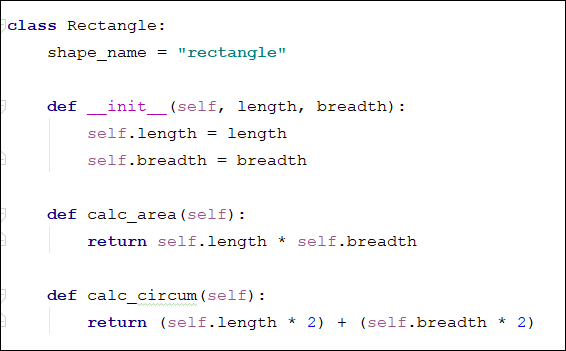 class Rectangle:
    shape_name = "rectangle"
    def __init__(self, length, breadth):
        self.length = length
        self.breadth = breadth
    def calc_area(self):
        return self.length * self.breadth
    def calc_circum(self):
        return (self.length * 2) + (self.breadth * 2)